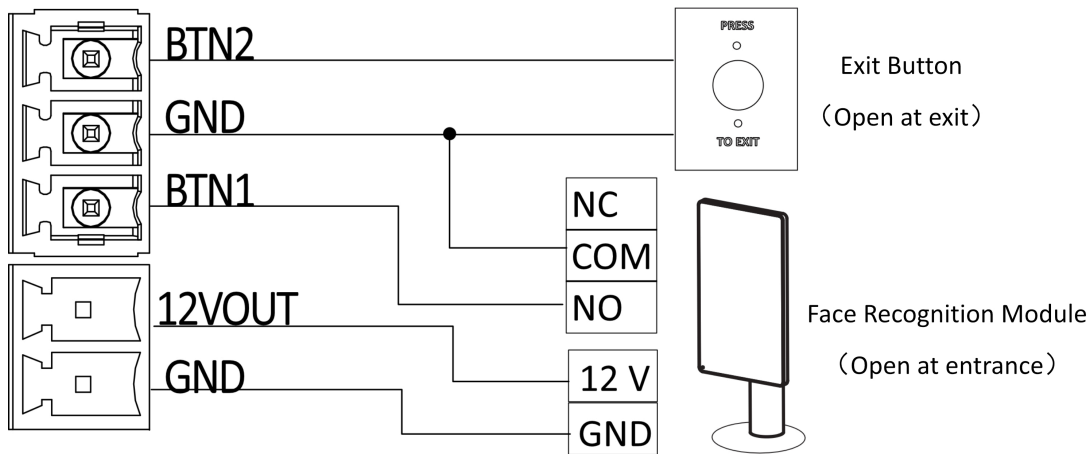 BTN2
GND
BTN1
12VOUT
GND
PRESS
TO EXIT
Exit Button
（Open at exit）
NC
COM
NO
12 V
GND
Face Recognition Module
（Open at entrance）